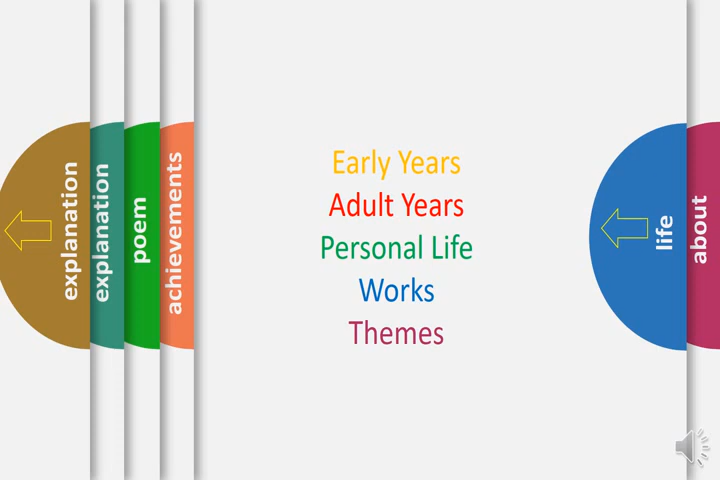 explanation
explanation
poem
achievements
Early Years
Adult Years
Personal Life
Works
Themes
life
about